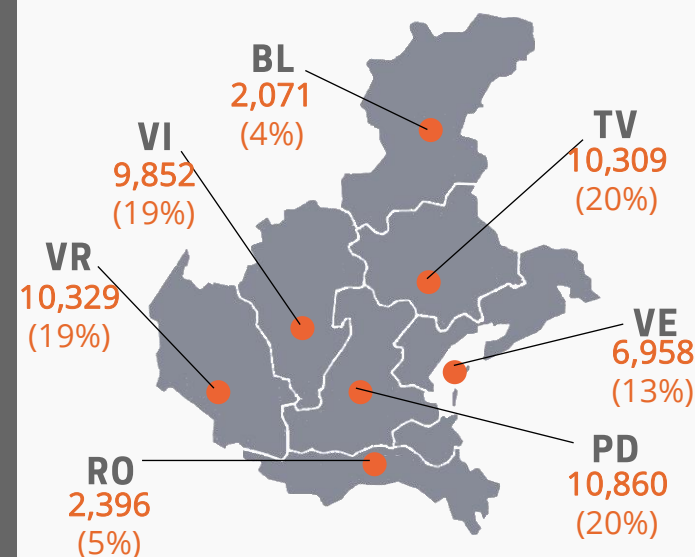 BL
2,071
(4%)
VI
9,852
(19%)
TV
10,309
(20%)
VR
10,329
(19%)
VE
6,958
(13%)
PD
10,860
(20%)
RO
2,396
(5%)